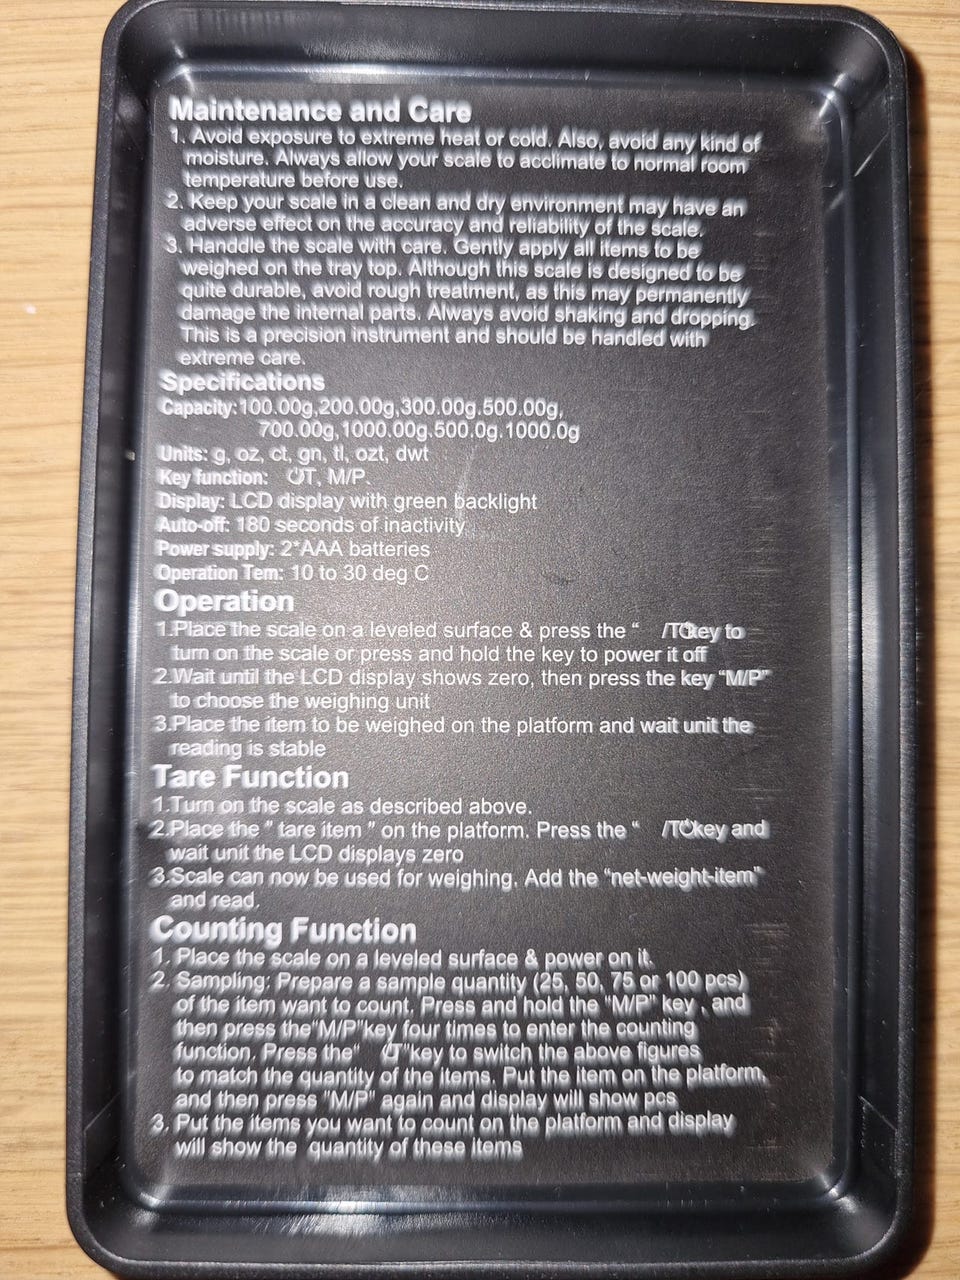 Maintenance and Care
1. Avoid exposure to extreme heat or cold. Also, avoid any kind of
moisture. Always allow your scale to acclimate to normal room
temperature before use.
2. Keep your scale in a clean and dry environment may have an
adverse effect on the accuracy and reliability of the scale.
3. Handdle the scale with care. Gently apply all items to be
weighed on the tray top. Although this scale is designed to be
quite durable, avoid rough treatment, as this may permanently
damage the internal parts. Always avoid shaking and dropping.
This is a precision instrument and should be handled with
extreme care.
Specifications
Capacity:100.00g,200.00g,300.00g.500.00g,
700.00g,1000.00g.500.0g.1000.0g
Units: g, oz, ct, gn, tl, ozt, dwt
Key function: ⏻T, M/P.
Display: LCD display with green backlight
Auto-off: 180 seconds of inactivity
Power supply: 2*AAA batteries
Operation Tem: 10 to 30 deg C
Operation
1.Place the scale on a leveled surface & press the “ /T⏻key to
turn on the scale or press and hold the key to power it off
2.Wait until the LCD display shows zero, then press the key “M/P”
to choose the weighing unit
3.Place the item to be weighed on the platform and wait unit the
reading is stable
Tare Function
1.Turn on the scale as described above.
2.Place the " tare item " on the platform. Press the “ /T⏻key and
wait unit the LCD displays zero
3.Scale can now be used for weighing. Add the “net-weight-item”
and read.
Counting Function
1. Place the scale on a leveled surface & power on it.
2. Sampling: Prepare a sample quantity (25, 50, 75 or 100 pcs)
of the item want to count. Press and hold the “M/P” key , and
then press the"M/P"key four times to enter the counting
function. Press the" ⏻T"key to switch the above figures
to match the quantity of the items. Put the item on the platform,
and then press "M/P" again and display will show pcs
3. Put the items you want to count on the platform and display
will show the quantity of these items